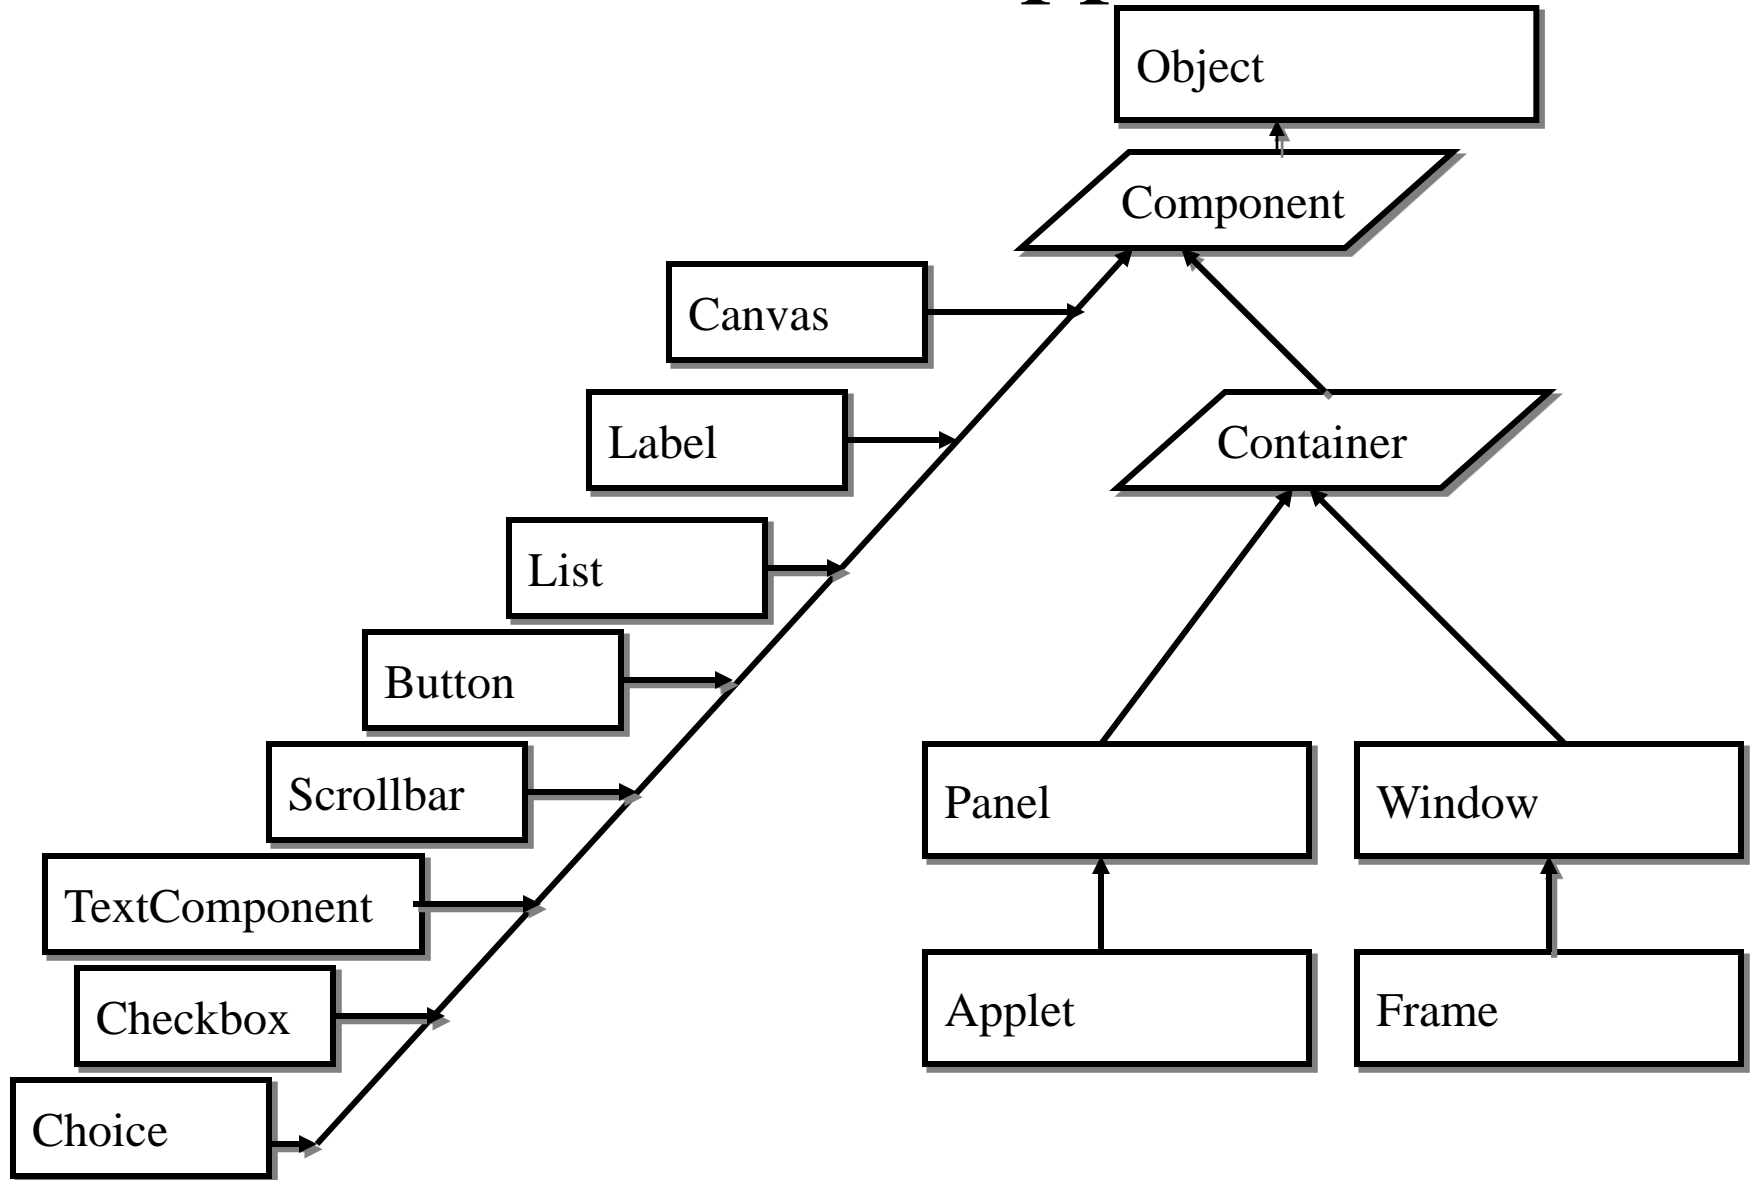 Object
Component
Canvas
Label
Container
List
Button
Scrollbar
Panel
Window
TextComponent
Applet
Frame
Checkbox
Choice